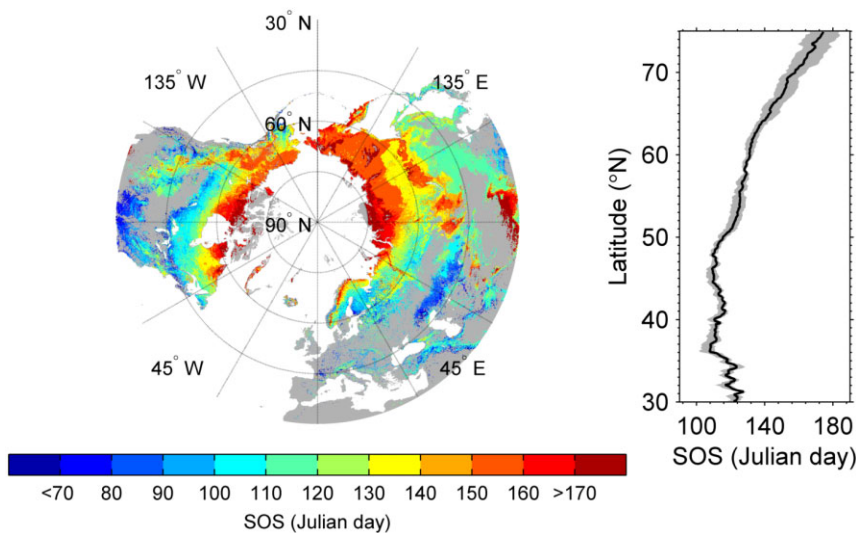 30° N
135° W
135° E
60° N
90° N
45° W
45° E
<70 80 90 100 110 120 130 140 150 160 >170
SOS (Julian day)
70
60
50
40
30
Latitude (°N)
100 140 180
SOS (Julian day)